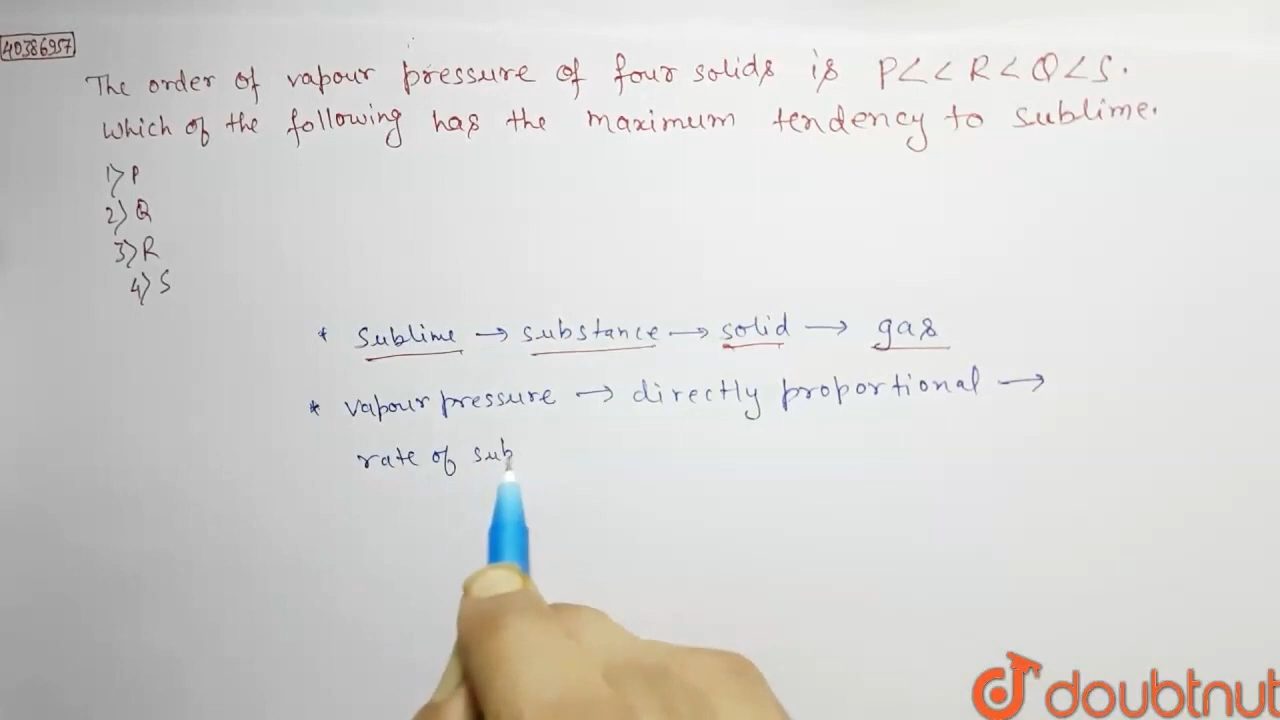 40386957
The order of vapour pressure of four solids is P<<R<Q<S.
Which of the following has the maximum tendency to sublime.
1) P
2) Q
3) R
4) S
* Sublime → substance → solid → gas
* vapour pressure → directly proportional →
rate of sub
doubtnut